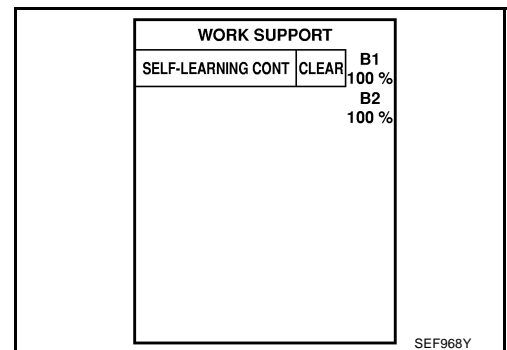 WORK SUPPORT
SELF-LEARNING CONT CLEAR B1
100 %
B2
100 %
SEF968Y